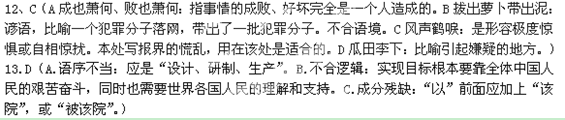 12、C（A 成也萧何、败也萧何：指事情的成败、好坏完全是一个人造成的。B 拨出萝卜带出泥：
谚语，比喻一个犯罪分子落网，带出了一批犯罪分子。不合语境。C 风声鹤唳：是形容极度惊
惧或自相惊扰。本处写报界的慌乱，用在该处是适合的。D 瓜田李下：比喻引起嫌疑的地方。）
13.D（A.语序不当：应是“设计、研制、生产”。B.不合逻辑：实现目标根本要靠全体中国人
民的艰苦奋斗，同时也需要世界各国人民的理解和支持。C.成分残缺：“以”前面应加上“该
院”，或“被该院”。）